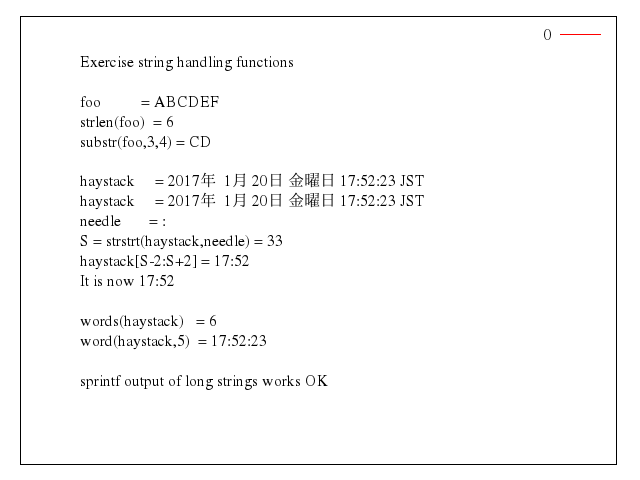 0
Exercise string handling functions
foo = ABCDEF
strlen(foo) = 6
substr(foo,3,4) = CD
haystack = 2017年 1月 20日 金曜日 17:52:23 JST
haystack = 2017年 1月 20日 金曜日 17:52:23 JST
needle = :
S = strstrt(haystack,needle) = 33
haystack[S-2:S+2] = 17:52
It is now 17:52
words(haystack) = 6
word(haystack,5) = 17:52:23
sprintf output of long strings works OK